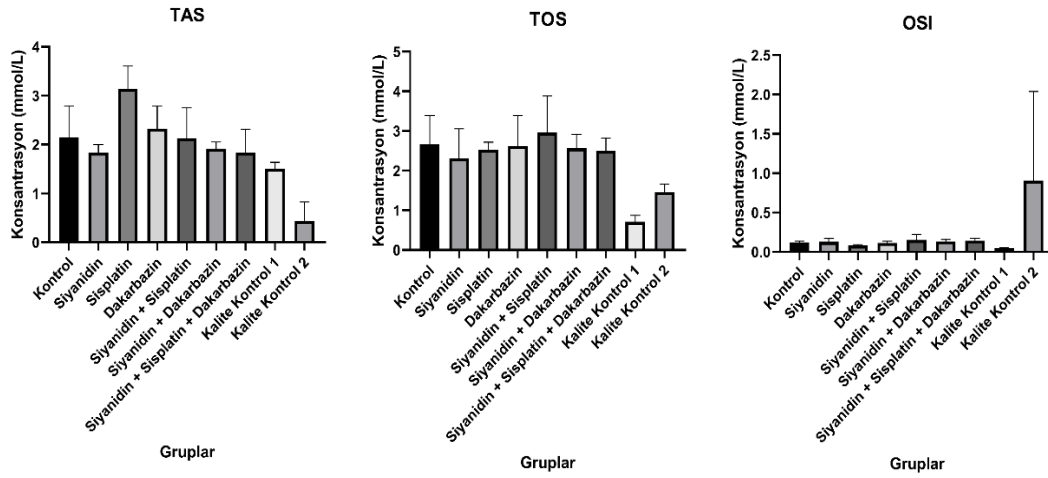 TAS
Konsantrasyon (mmol/L)
4
3
2
1
0
Kontrol
Siyanidin
Sisplatin
Dakarbazin
Siyanidin + Sisplatin
Siyanidin + Dakarbazin
Siyanidin + Sisplatin + Dakarbazin
Kalite Kontrol 1
Kalite Kontrol 2
Gruplar
TOS
Konsantrasyon (mmol/L)
5
4
3
2
1
0
Kontrol
Siyanidin
Sisplatin
Dakarbazin
Siyanidin + Sisplatin
Siyanidin + Dakarbazin
Siyanidin + Sisplatin + Dakarbazin
Kalite Kontrol 1
Kalite Kontrol 2
Gruplar
OSI
Konsantrasyon (mmol/L)
2.5
2.0
1.5
1.0
0.5
0.0
Kontrol
Siyanidin
Sisplatin
Dakarbazin
Siyanidin + Sisplatin
Siyanidin + Dakarbazin
Siyanidin + Sisplatin + Dakarbazin
Kalite Kontrol 1
Kalite Kontrol 2
Gruplar